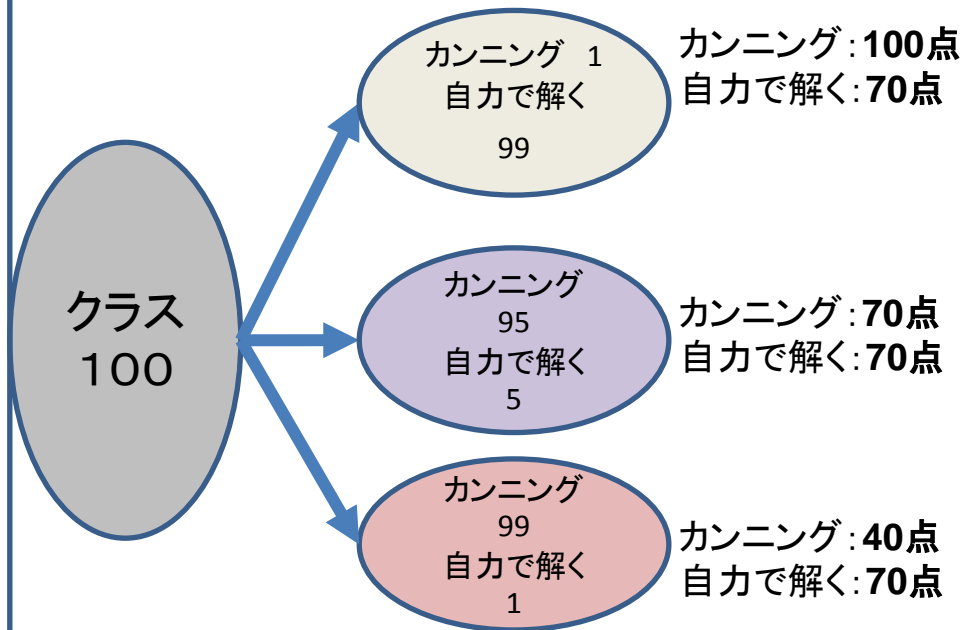 クラス
１００
カンニング 1
自力で解く
99
カンニング：100点
自力で解く：70点
カンニング
95
自力で解く
5
カンニング：70点
自力で解く：70点
カンニング
99
自力で解く
1
カンニング：40点
自力で解く：70点